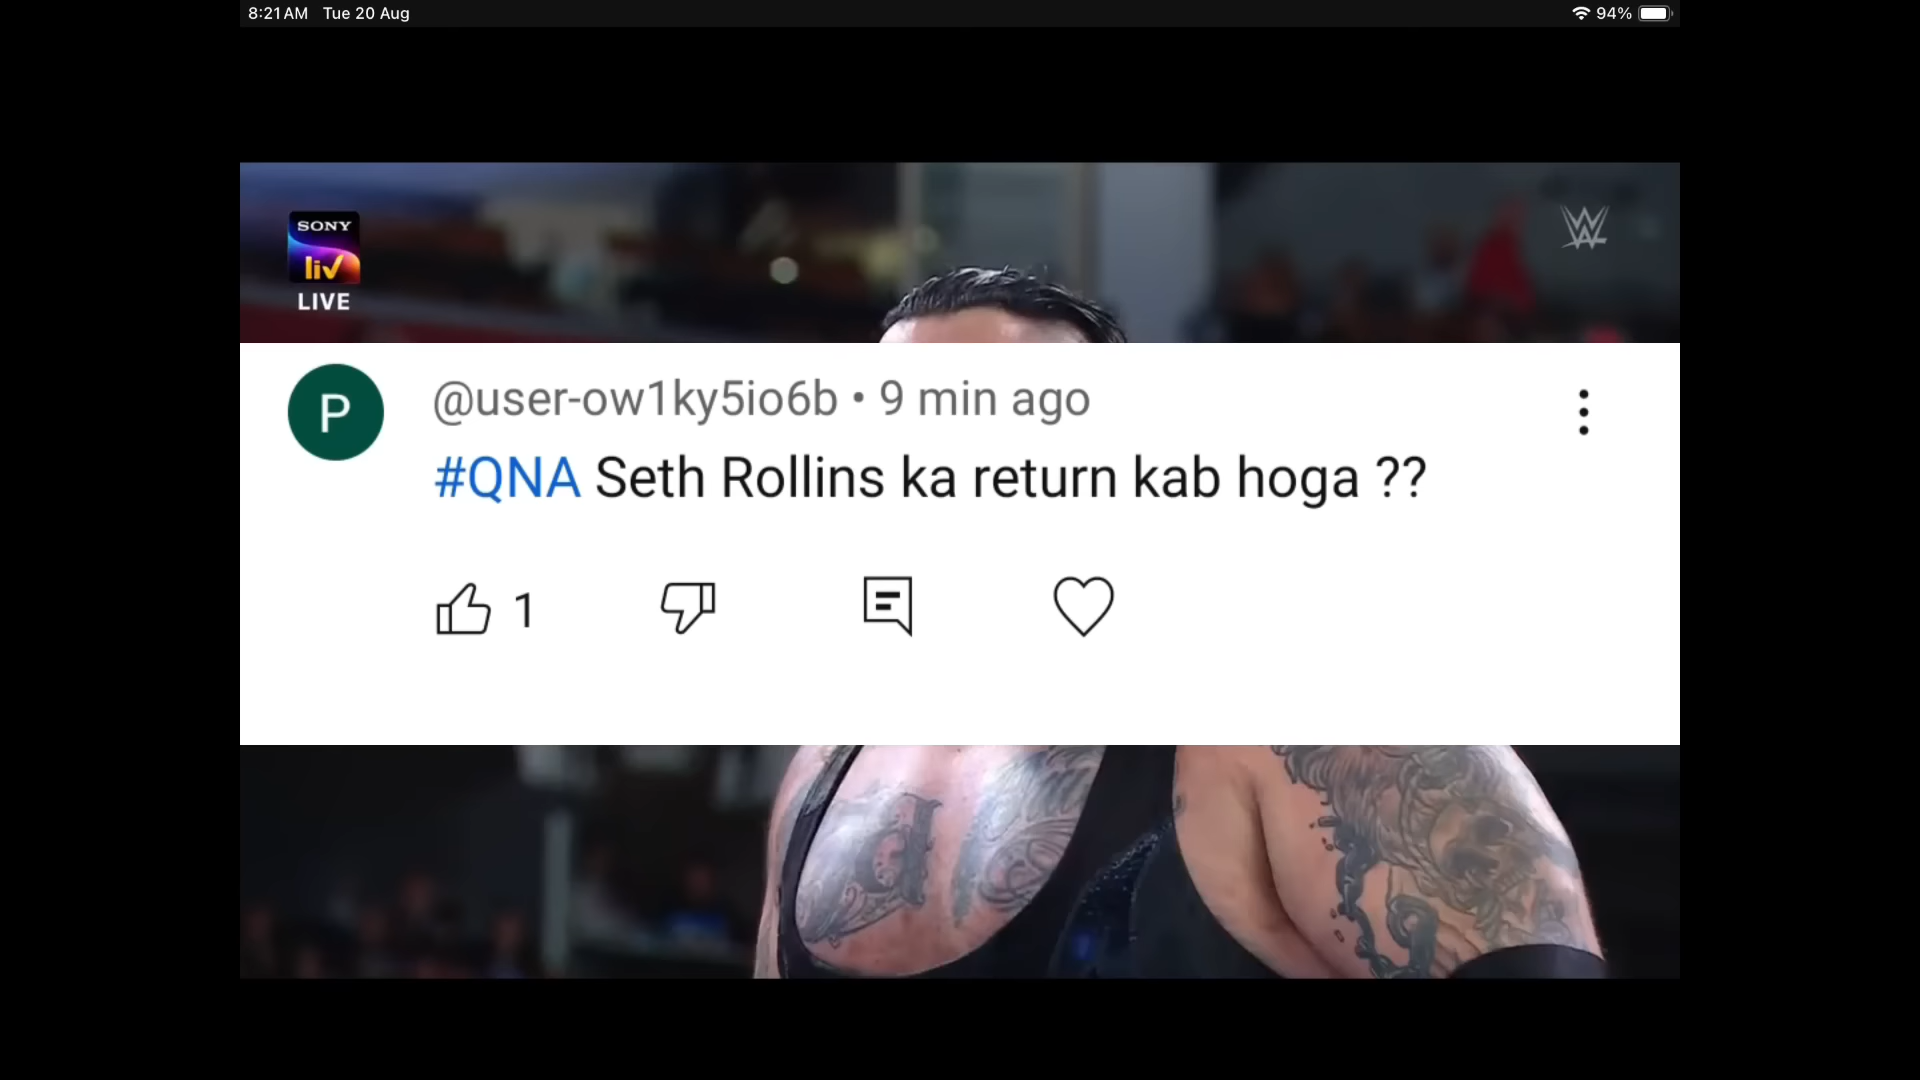 8:21 AM Tue 20 Aug
94%
SONY
liv
LIVE
W
P
@user-ow1ky5io6b • 9 min ago
#QNA Seth Rollins ka return kab hoga ??
1